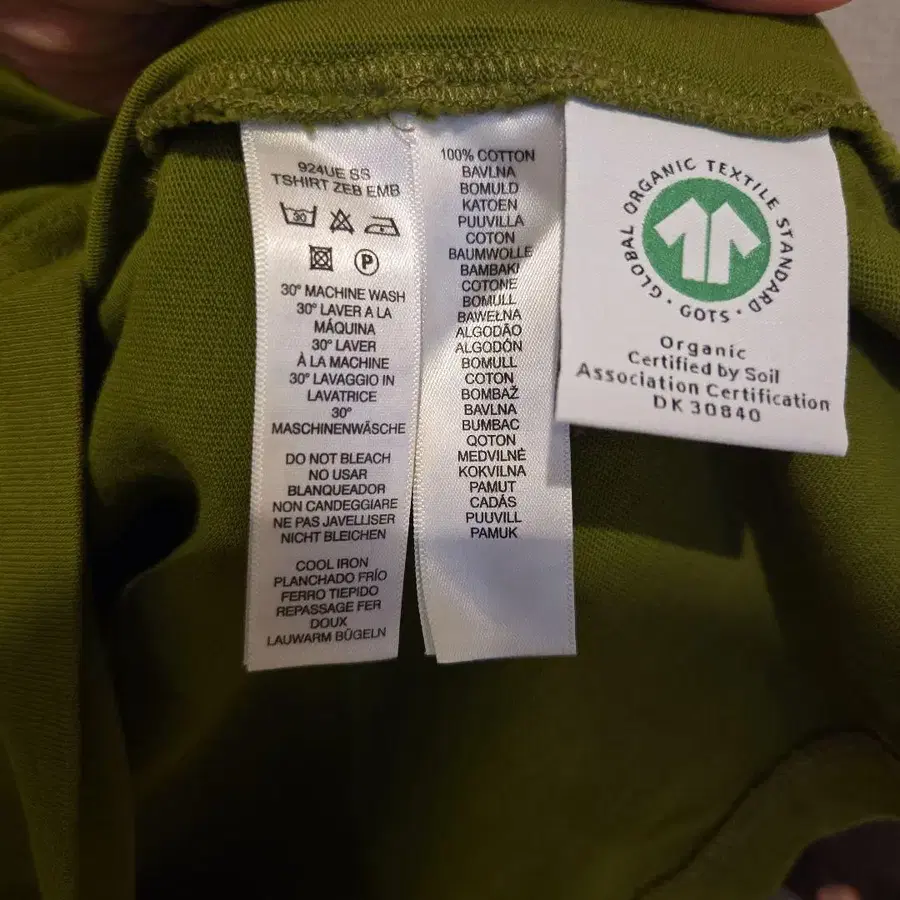 924UE SS
TSHIRT ZEB EMB
30
P
30° MACHINE WASH
30° LAVER A LA
MÁQUINA
30° LAVER
À LA MACHINE
30° LAVAGGIO IN
LAVATRICE
30°
MASCHINENWÄSCHE
DO NOT BLEACH
NO USAR
BLANQUEADOR
NON CANDEGGIARE
NE PAS JAVELLISER
NICHT BLEICHEN
COOL IRON
PLANCHADO FRÍO
FERRO TIEPIDO
REPASSAGE FER
DOUX
LAUWARM BÜGELN
100% COTTON
BAVLNA
BOMULD
KATOEN
PUUVILLA
COTON
BAUMWOLLE
BAMBAKI
COTONE
BOMULL
BAWEŁNA
ALGODÃO
ALGODÓN
BOMULL
COTON
BOMBAŽ
BAVLNA
BUMBAC
QOTON
MEDVILNĖ
KOKVILNA
PAMUT
CADÁS
PUUVILL
PAMUK
GLOBAL ORGANIC TEXTILE STANDARD · GOTS ·
Organic
Certified by Soil
Association Certification
DK 30840